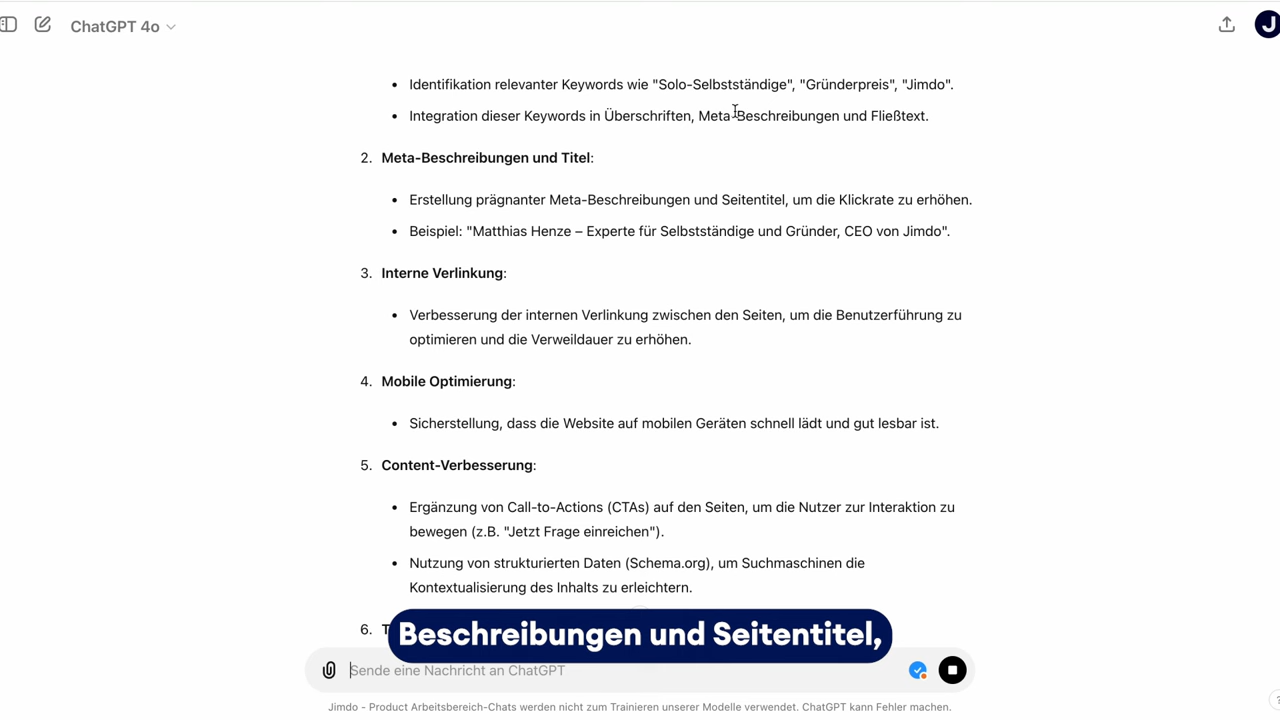 ChatGPT 4o
J
• Identifikation relevanter Keywords wie "Solo-Selbstständige", "Gründerpreis", "Jimdo".
• Integration dieser Keywords in Überschriften, Meta-Beschreibungen und Fließtext.
2. Meta-Beschreibungen und Titel:
• Erstellung prägnanter Meta-Beschreibungen und Seitentitel, um die Klickrate zu erhöhen.
• Beispiel: "Matthias Henze – Experte für Selbstständige und Gründer, CEO von Jimdo".
3. Interne Verlinkung:
• Verbesserung der internen Verlinkung zwischen den Seiten, um die Benutzerführung zu
optimieren und die Verweildauer zu erhöhen.
4. Mobile Optimierung:
• Sicherstellung, dass die Website auf mobilen Geräten schnell lädt und gut lesbar ist.
5. Content-Verbesserung:
• Ergänzung von Call-to-Actions (CTAs) auf den Seiten, um die Nutzer zur Interaktion zu
bewegen (z.B. "Jetzt Frage einreichen").
• Nutzung von strukturierten Daten (Schema.org), um Suchmaschinen die
Kontextualisierung des Inhalts zu erleichtern.
6. T
Beschreibungen und Seitentitel,
Sende eine Nachricht an ChatGPT
Jimdo - Product Arbeitsbereich-Chats werden nicht zum Trainieren unserer Modelle verwendet. ChatGPT kann Fehler machen.
?